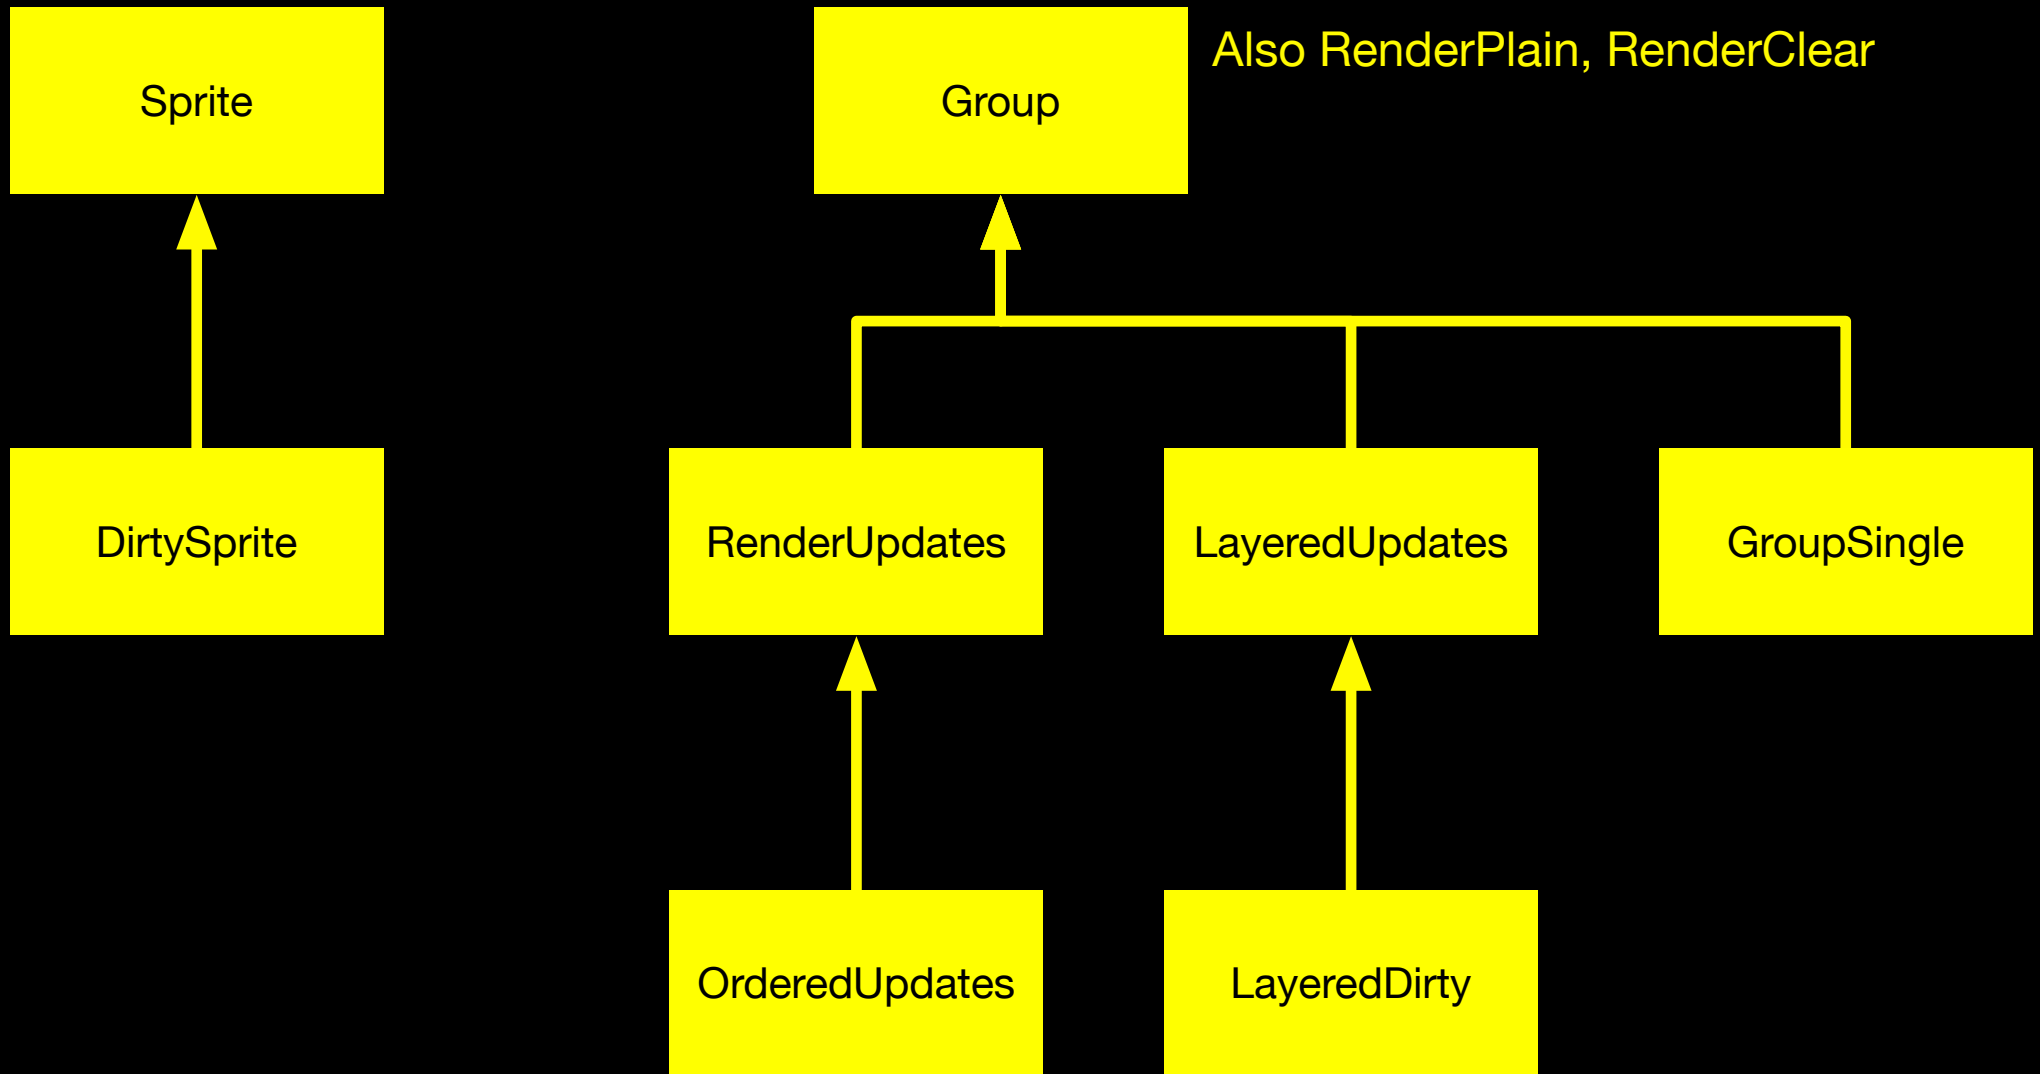 Sprite
Group
Also RenderPlain, RenderClear
DirtySprite
RenderUpdates
LayeredUpdates
GroupSingle
OrderedUpdates
LayeredDirty